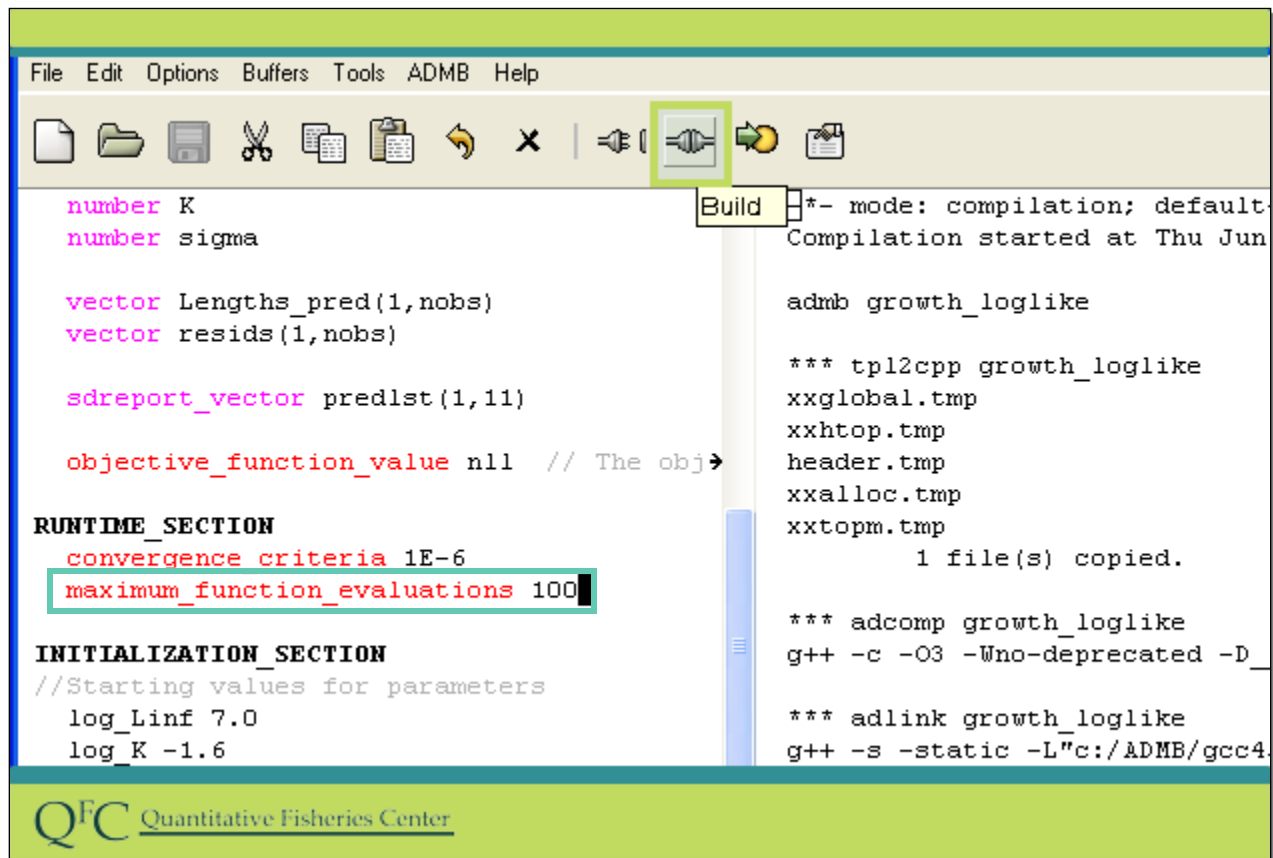 File Edit Options Buffers Tools ADMB Help
Build
number K
number sigma
vector Lengths_pred(1,nobs)
vector resids(1,nobs)
sdreport_vector predlst(1,11)
objective_function_value nll // The obj
RUNTIME_SECTION
convergence_criteria 1E-6
maximum_function_evaluations 100
INITIALIZATION_SECTION
//Starting values for parameters
log_Linf 7.0
log_K -1.6
-*- mode: compilation; default-
Compilation started at Thu Jun
admb growth_loglike
*** tpl2cpp growth_loglike
xxglobal.tmp
xxhtop.tmp
header.tmp
xxalloc.tmp
xxtopm.tmp
1 file(s) copied.
*** adcomp growth_loglike
g++ -c -O3 -Wno-deprecated -D_
*** adlink growth_loglike
g++ -s -static -L"c:/ADMB/gcc4.
QFC Quantitative Fisheries Center